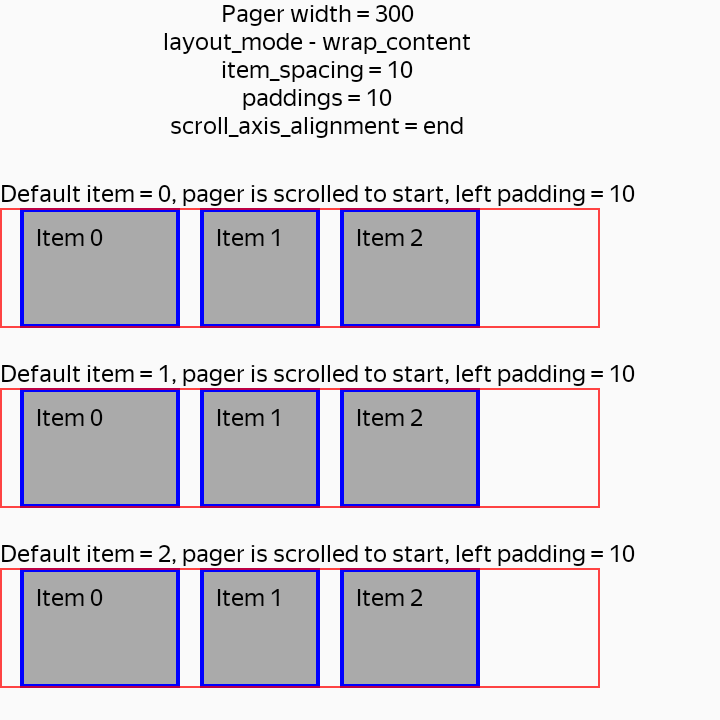 Pager width = 300
layout_mode - wrap_content
item_spacing = 10
paddings = 10
scroll_axis_alignment = end
Default item = 0, pager is scrolled to start, left padding = 10
Item 0 Item 1 Item 2
Default item = 1, pager is scrolled to start, left padding = 10
Item 0 Item 1 Item 2
Default item = 2, pager is scrolled to start, left padding = 10
Item 0 Item 1 Item 2